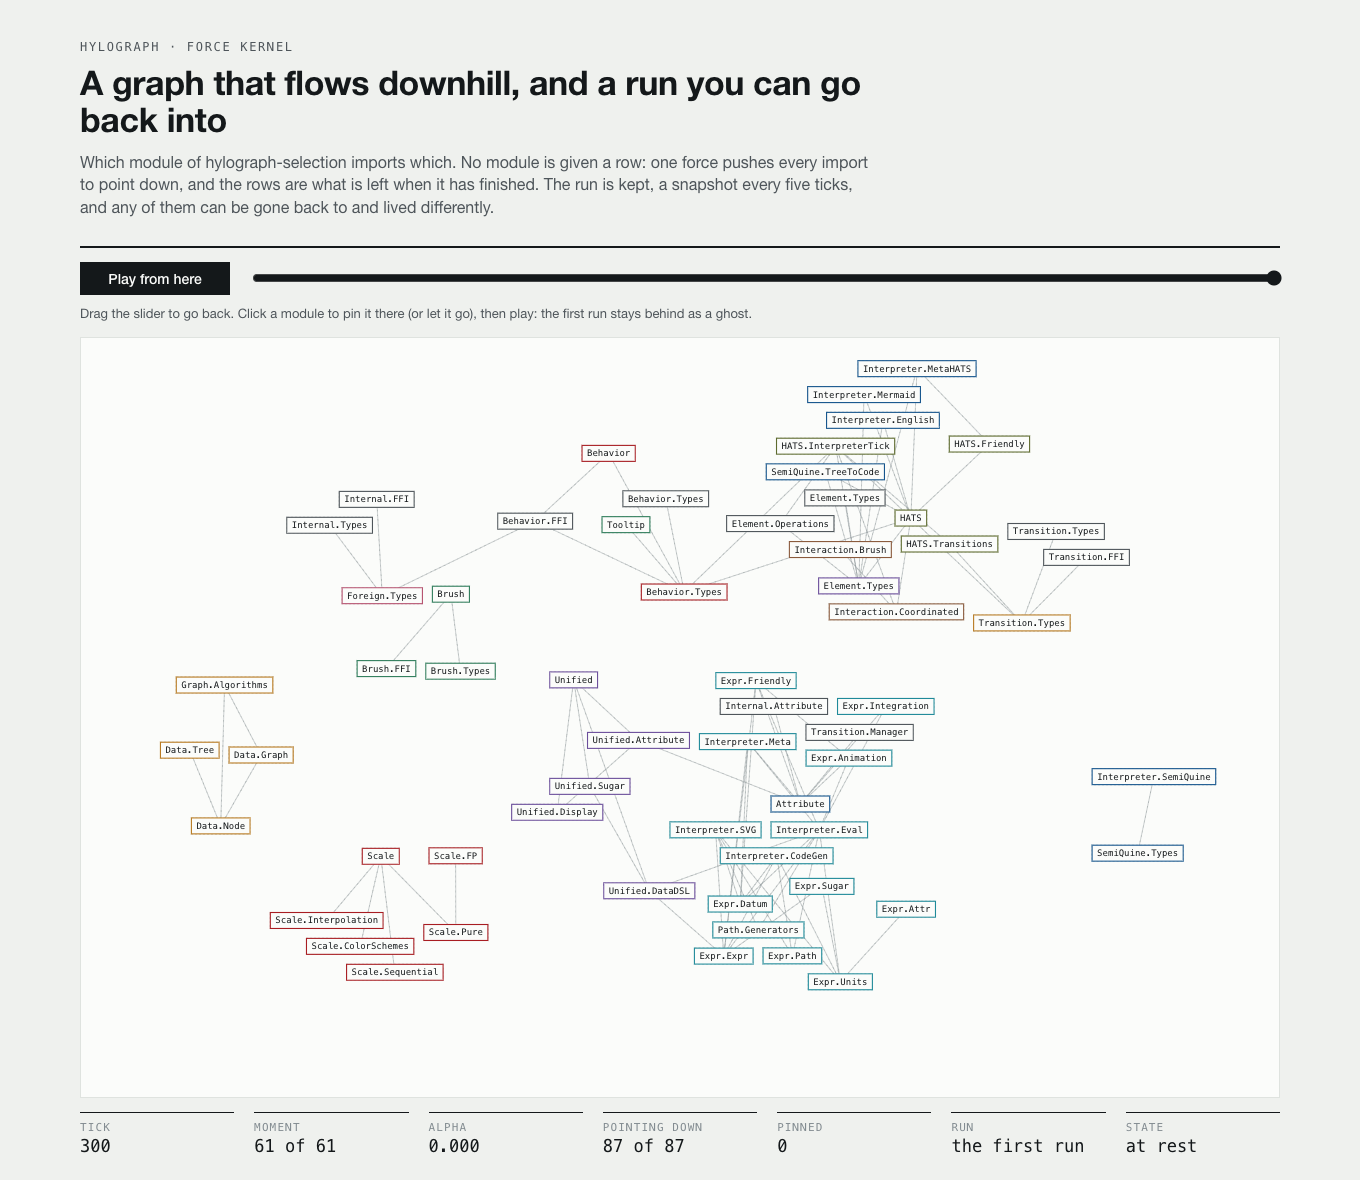 HYLOGRAPH · FORCE KERNEL
A graph that flows downhill, and a run you can go
back into
Which module of hylograph-selection imports which. No module is given a row: one force pushes every import
to point down, and the rows are what is left when it has finished. The run is kept, a snapshot every five ticks,
and any of them can be gone back to and lived differently.
Play from here
Drag the slider to go back. Click a module to pin it there (or let it go), then play: the first run stays behind as a ghost.
Interpreter.MetaHATS
Interpreter.Mermaid
Interpreter.English
HATS.InterpreterTick
HATS.Friendly
Behavior
SemiQuine.TreeToCode
Internal.FFI
Behavior.Types
Element.Types
Internal.Types
Behavior.FFI
Tooltip
Element.Operations
HATS
Transition.Types
Interaction.Brush
HATS.Transitions
Transition.FFI
Foreign.Types
Brush
Behavior.Types
Element.Types
Interaction.Coordinated
Transition.Types
Brush.FFI
Brush.Types
Graph.Algorithms
Unified
Expr.Friendly
Internal.Attribute
Expr.Integration
Data.Tree
Data.Graph
Unified.Attribute
Interpreter.Meta
Transition.Manager
Expr.Animation
Interpreter.SemiQuine
Unified.Sugar
Unified.Display
Attribute
Data.Node
Interpreter.SVG
Interpreter.Eval
Scale
Scale.FP
Interpreter.CodeGen
SemiQuine.Types
Unified.DataDSL
Expr.Sugar
Expr.Datum
Expr.Attr
Scale.Interpolation
Scale.Pure
Path.Generators
Scale.ColorSchemes
Expr.Expr
Expr.Path
Scale.Sequential
Expr.Units
TICK
300
MOMENT
61 of 61
ALPHA
0.000
POINTING DOWN
87 of 87
PINNED
0
RUN
the first run
STATE
at rest